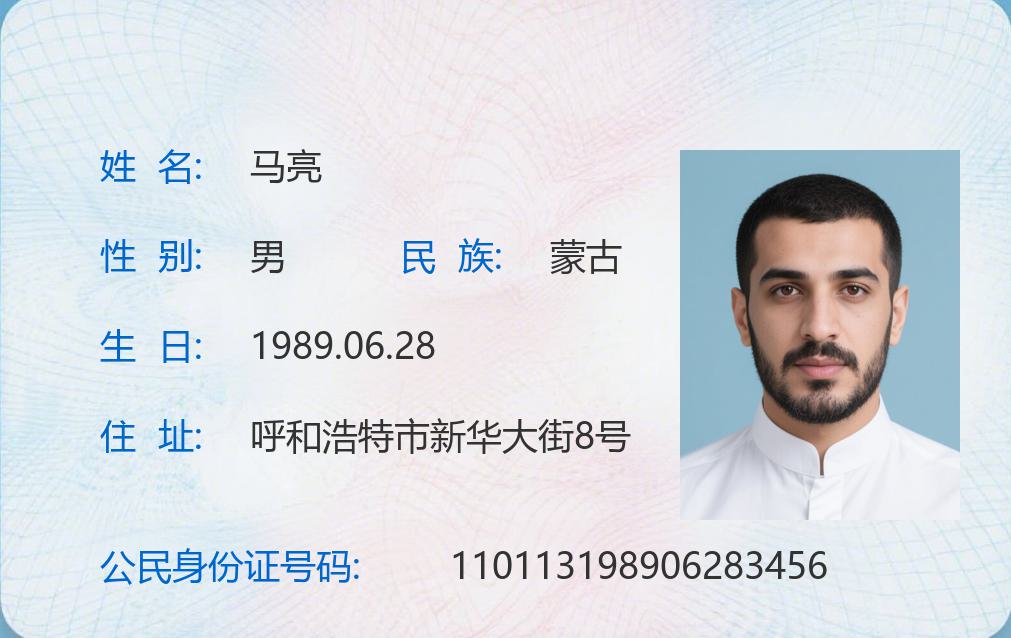 姓 名: 马亮
性 别: 男 民 族: 蒙古
生 日: 1989.06.28
住 址: 呼和浩特市新华大街8号
公民身份证号码: 110113198906283456